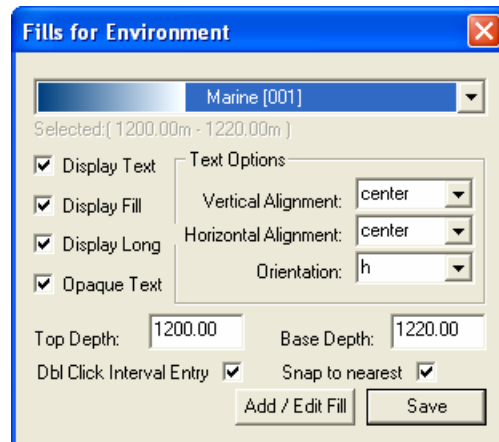 Fills for Environment
Marine [001]
Selected:( 1200.00m - 1220.00m )
Display Text
Display Fill
Display Long
Opaque Text
Text Options
Vertical Alignment: center
Horizontal Alignment: center
Orientation: h
Top Depth: 1200.00 Base Depth: 1220.00
Dbl Click Interval Entry Snap to nearest
Add / Edit Fill Save